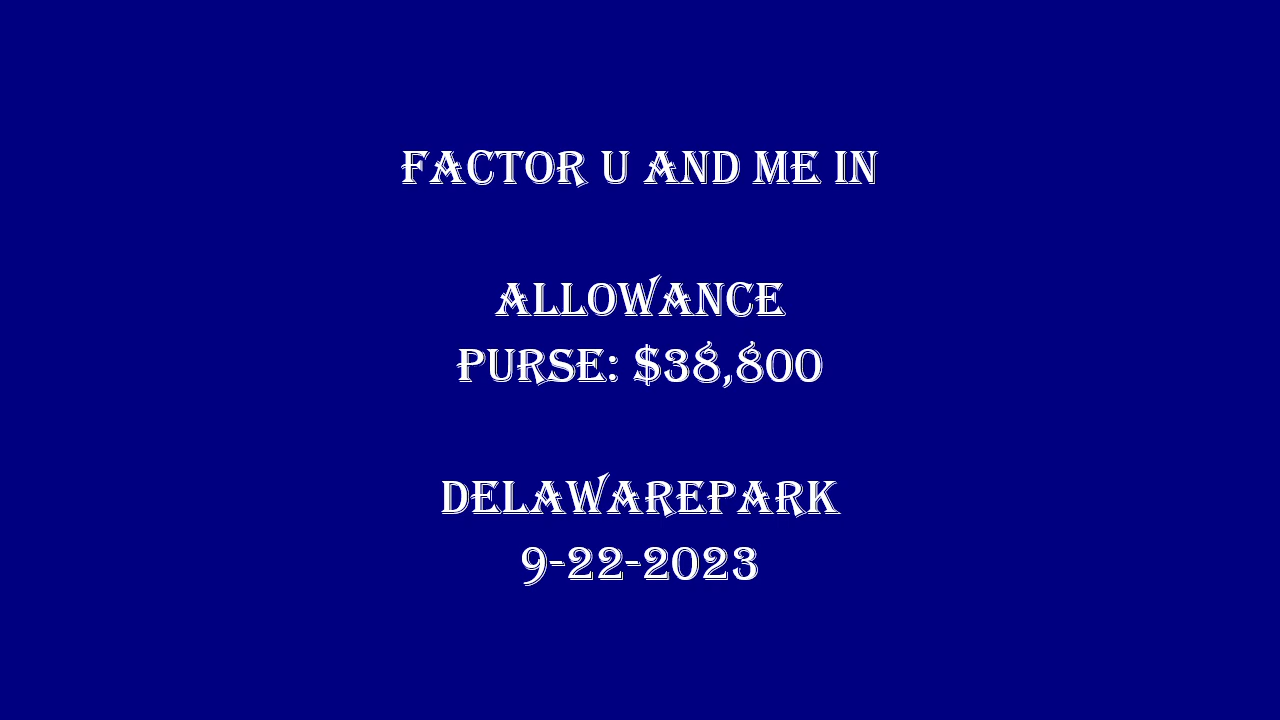 FACTOR U AND ME IN
ALLOWANCE
PURSE: $38,800
DELAWAREPARK
9-22-2023